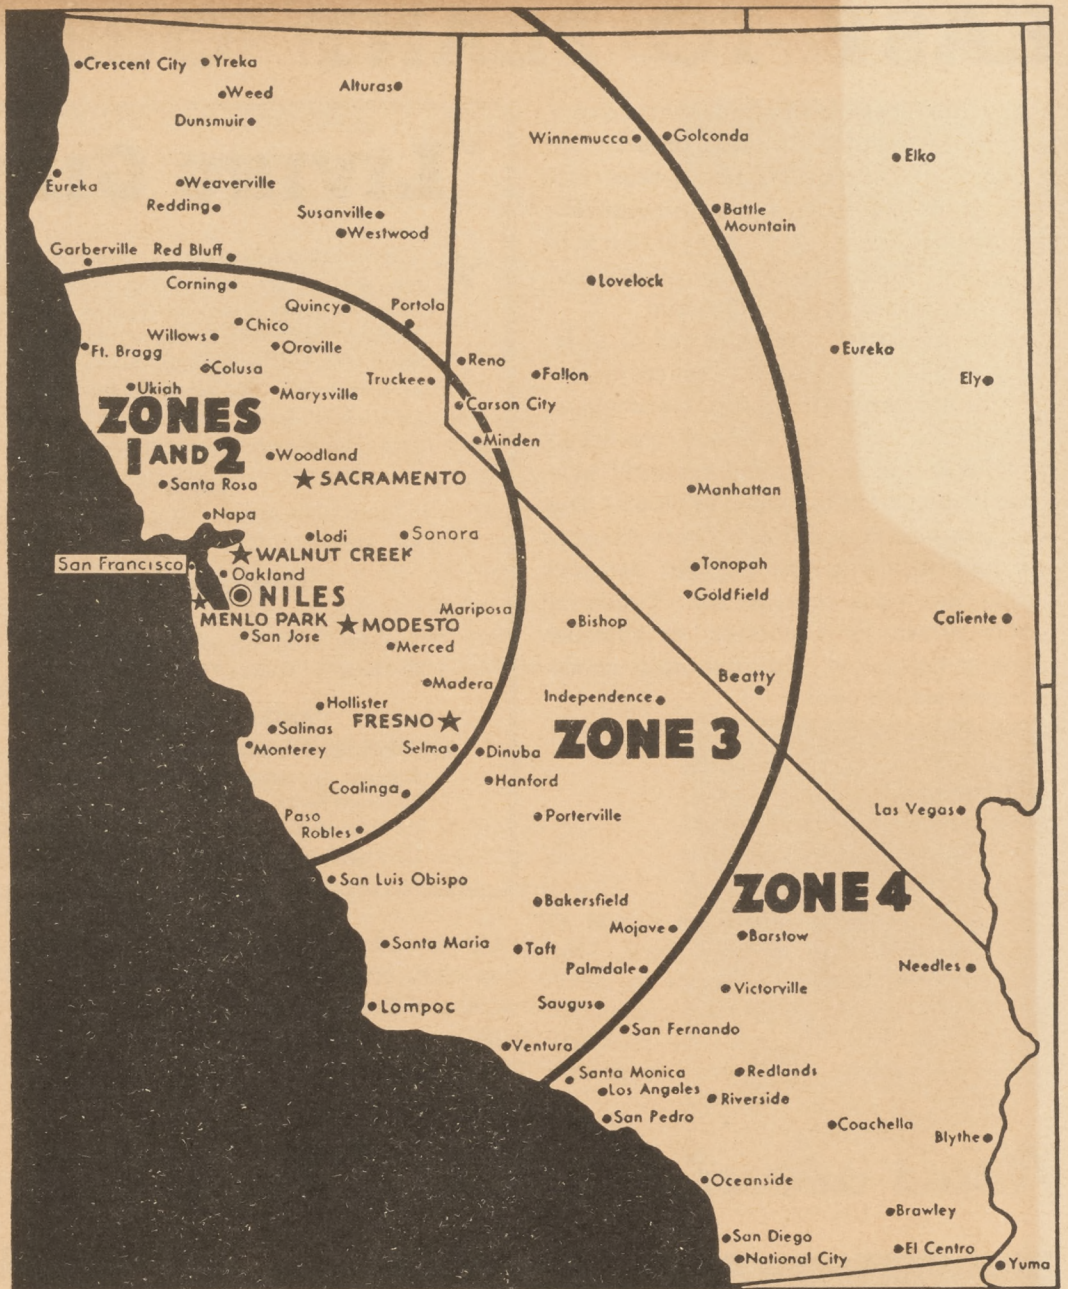 Crescent City
Yreka
Weed
Alturas
Dunsmuir
Winnemucca
Golconda
Elko
Eureka
Weaverville
Redding
Susanville
Westwood
Battle
Mountain
Garberville
Red Bluff
Corning
Lovelock
Quincy
Portola
Chico
Willows
Oroville
Ft. Bragg
Colusa
Reno
Fallon
Eureka
Ely
Truckee
Ukiah
Marysville
Carson City
ZONES
1 AND 2
Minden
Woodland
SACRAMENTO
Santa Rosa
Manhattan
Napa
Lodi
Sonora
WALNUT CREEK
San Francisco
Oakland
Tonopah
NILES
Goldfield
Mariposa
MENLO PARK
MODESTO
Bishop
Caliente
San Jose
Merced
Madera
Beatty
Independence
Hollister
FRESNO
Salinas
Monterey
Selma
Dinuba
ZONE 3
Hanford
Coalinga
Paso
Robles
Porterville
Las Vegas
San Luis Obispo
ZONE 4
Bakersfield
Mojave
Barstow
Santa Maria
Taft
Palmdale
Needles
Victorville
Lompoc
Saugus
San Fernando
Ventura
Santa Monica
Redlands
Los Angeles
Riverside
San Pedro
Coachella
Blythe
Oceanside
Brawley
San Diego
El Centro
National City
Yuma